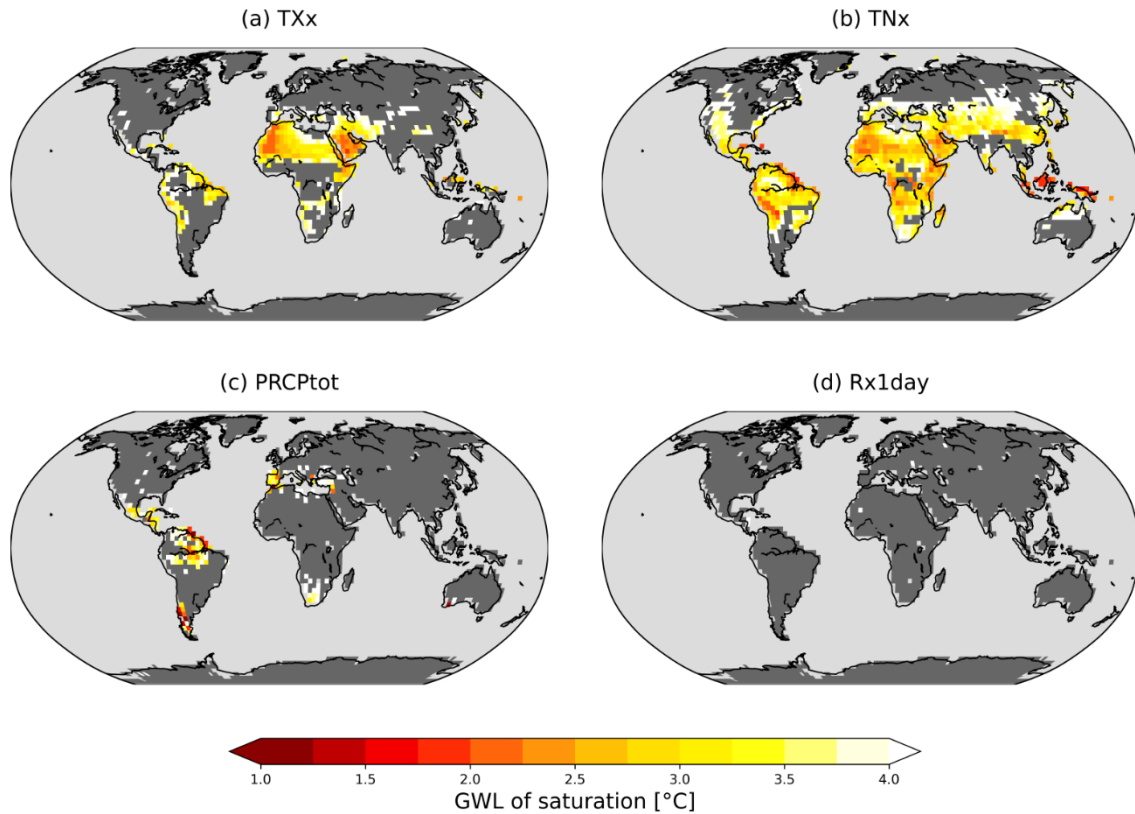 (a) TXx
(b) TNx
(c) PRCPtot
(d) Rx1day
1.0 1.5 2.0 2.5 3.0 3.5 4.0
GWL of saturation [°C]